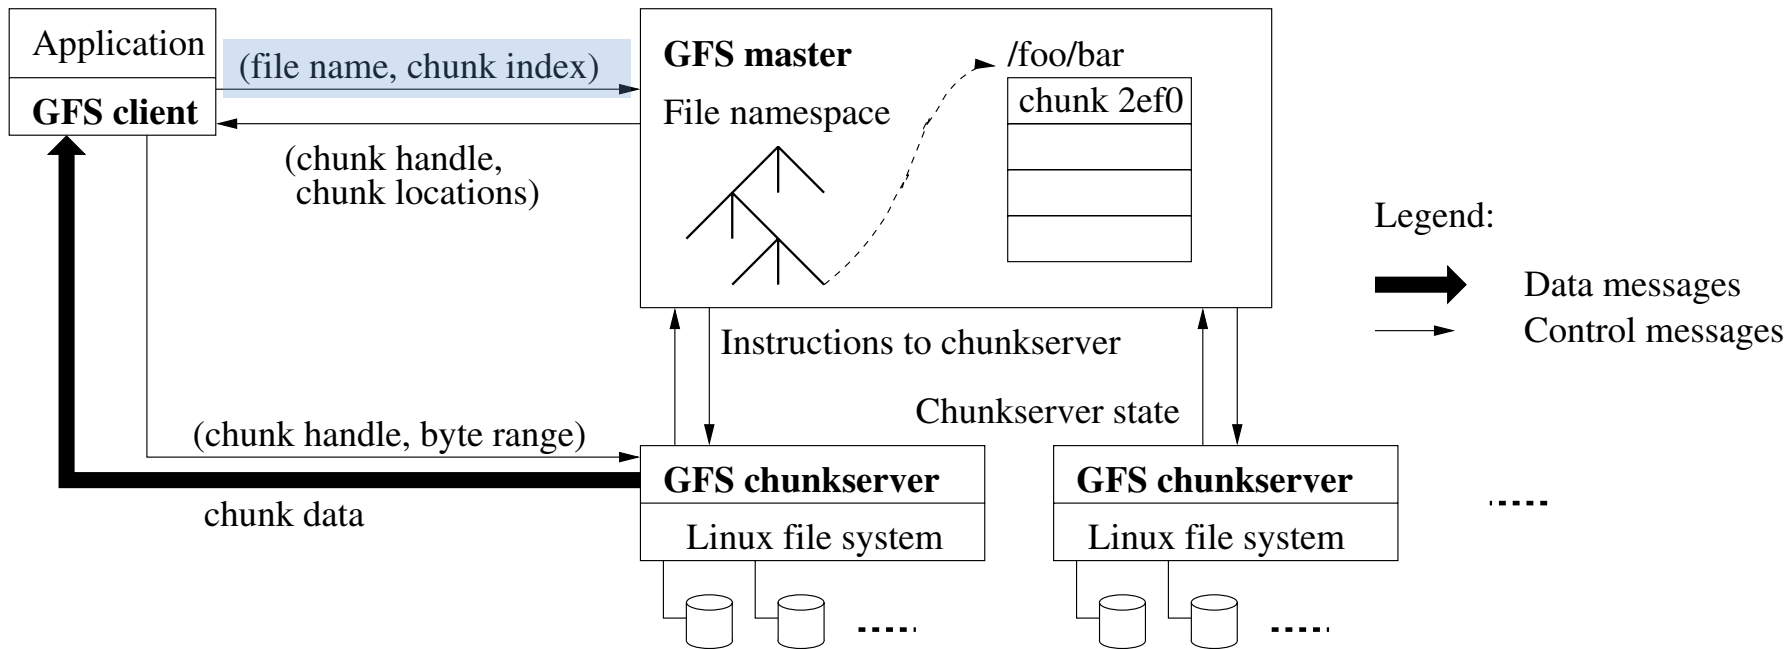 Application
GFS client
(file name, chunk index)
(chunk handle,
chunk locations)
GFS master
File namespace
/foo/bar
chunk 2ef0
Legend:
Data messages
Control messages
Instructions to chunkserver
Chunkserver state
(chunk handle, byte range)
chunk data
GFS chunkserver
Linux file system
GFS chunkserver
Linux file system